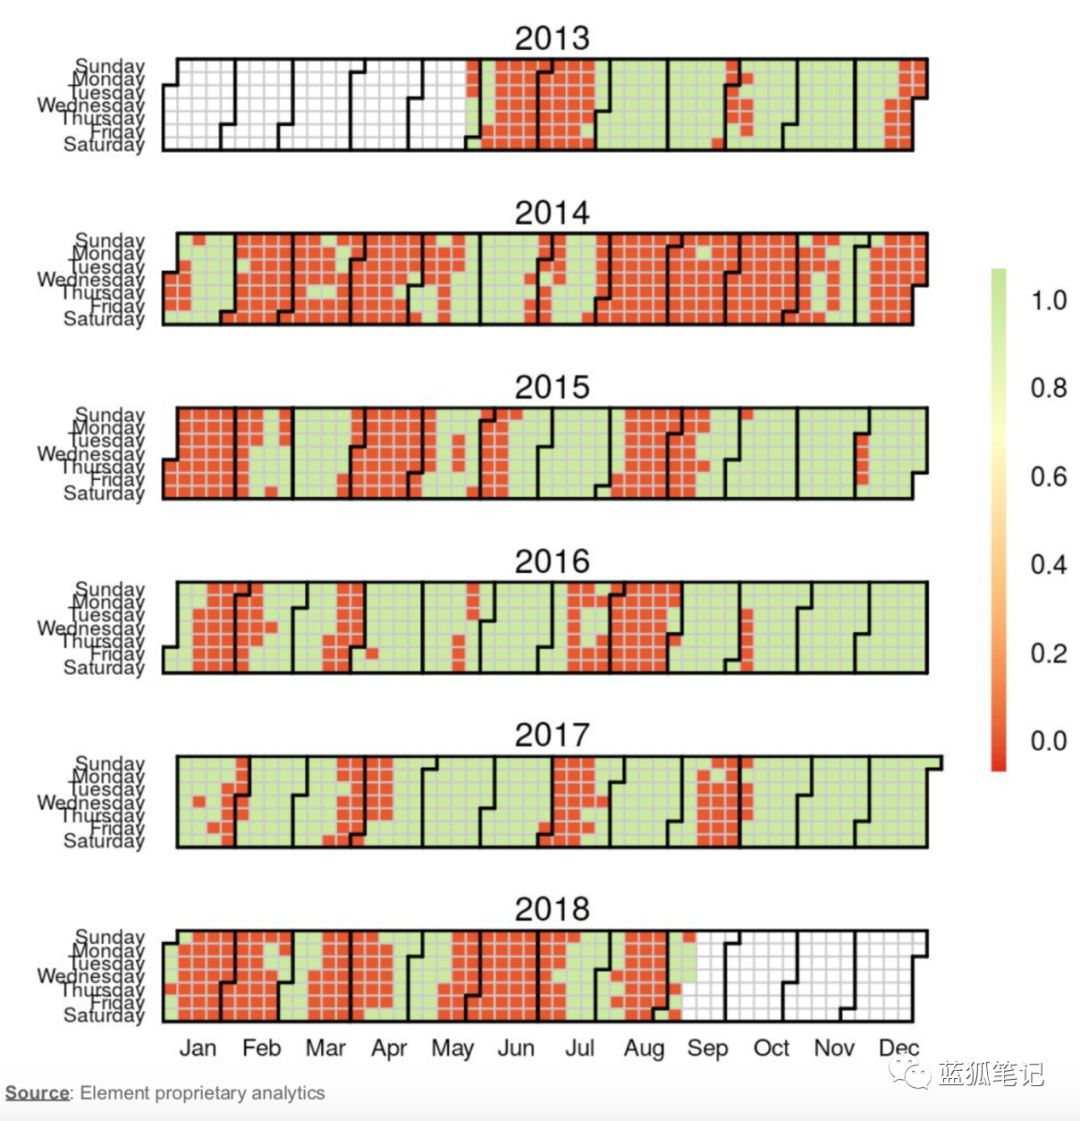 2013
Sunday
Monday
Tuesday
Wednesday
Thursday
Friday
Saturday
2014
Sunday
Monday
Tuesday
Wednesday
Thursday
Friday
Saturday
2015
Sunday
Monday
Tuesday
Wednesday
Thursday
Friday
Saturday
2016
Sunday
Monday
Tuesday
Wednesday
Thursday
Friday
Saturday
2017
Sunday
Monday
Tuesday
Wednesday
Thursday
Friday
Saturday
2018
Sunday
Monday
Tuesday
Wednesday
Thursday
Friday
Saturday
Jan Feb Mar Apr May Jun Jul Aug Sep Oct Nov Dec
1.0
0.8
0.6
0.4
0.2
0.0
Source: Element proprietary analytics
蓝狐笔记